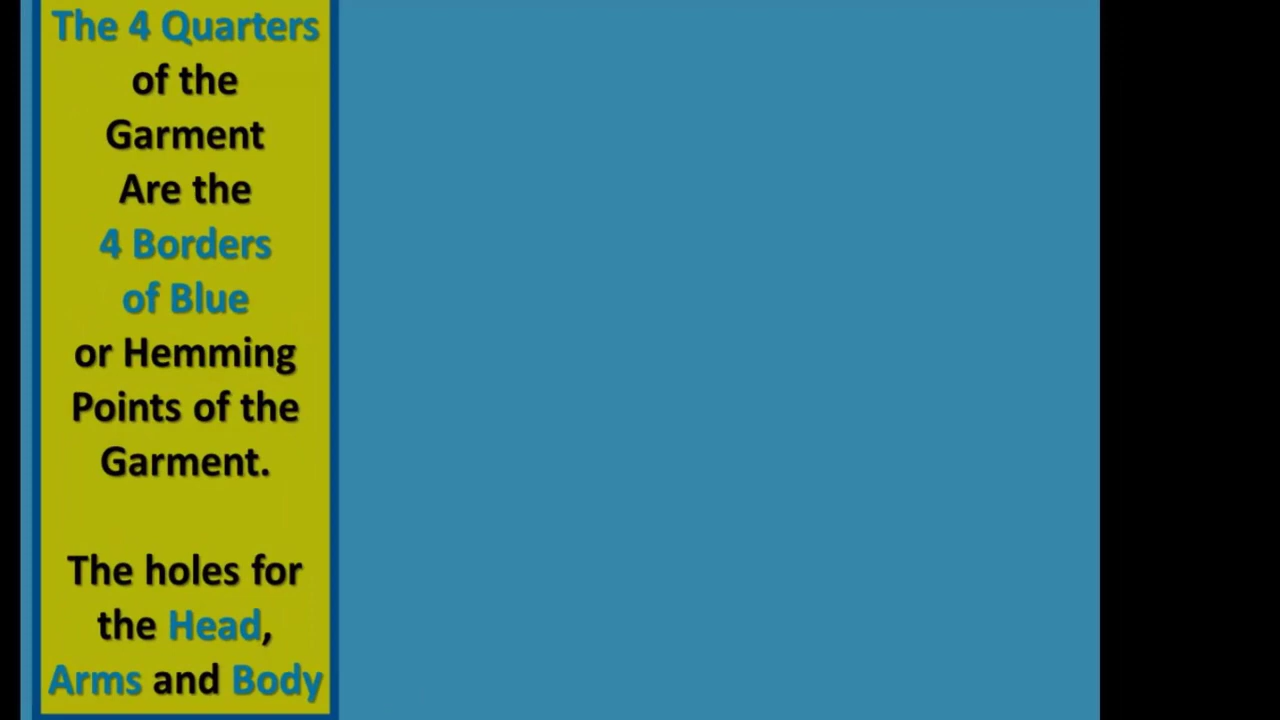 The 4 Quarters
of the
Garment
Are the
4 Borders
of Blue
or Hemming
Points of the
Garment.
The holes for
the Head,
Arms and Body